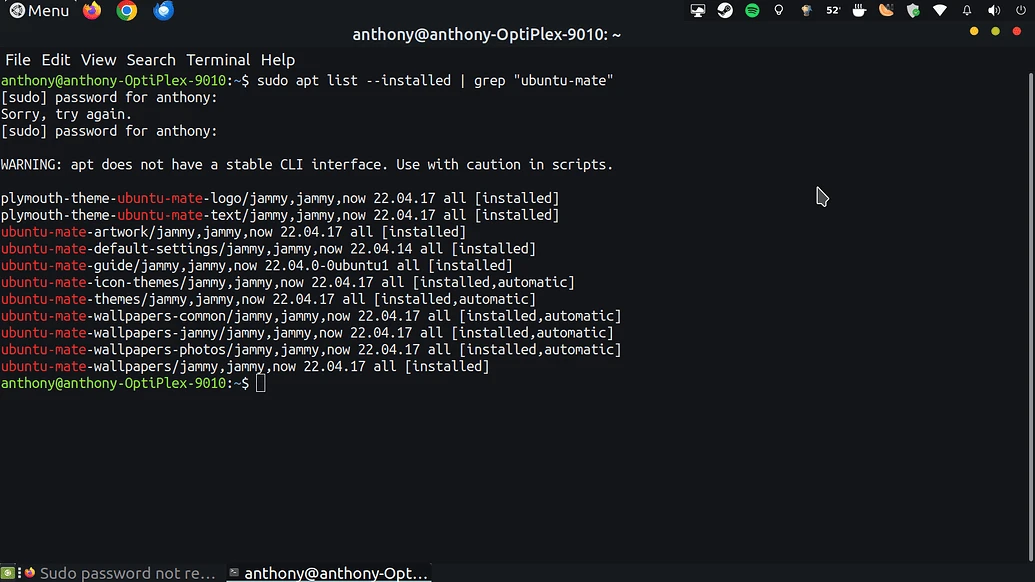 Menu
52°
anthony@anthony-OptiPlex-9010: ~
File Edit View Search Terminal Help
anthony@anthony-OptiPlex-9010:~$ sudo apt list --installed | grep "ubuntu-mate"
[sudo] password for anthony:
Sorry, try again.
[sudo] password for anthony:
WARNING: apt does not have a stable CLI interface. Use with caution in scripts.
plymouth-theme-ubuntu-mate-logo/jammy,jammy,now 22.04.17 all [installed]
plymouth-theme-ubuntu-mate-text/jammy,jammy,now 22.04.17 all [installed]
ubuntu-mate-artwork/jammy,jammy,now 22.04.17 all [installed]
ubuntu-mate-default-settings/jammy,jammy,now 22.04.14 all [installed]
ubuntu-mate-guide/jammy,jammy,now 22.04.0-0ubuntu1 all [installed]
ubuntu-mate-icon-themes/jammy,jammy,now 22.04.17 all [installed,automatic]
ubuntu-mate-themes/jammy,jammy,now 22.04.17 all [installed,automatic]
ubuntu-mate-wallpapers-common/jammy,jammy,now 22.04.17 all [installed,automatic]
ubuntu-mate-wallpapers-jammy/jammy,jammy,now 22.04.17 all [installed,automatic]
ubuntu-mate-wallpapers-photos/jammy,jammy,now 22.04.17 all [installed,automatic]
ubuntu-mate-wallpapers/jammy,jammy,now 22.04.17 all [installed]
anthony@anthony-OptiPlex-9010:~$
Sudo password not re... anthony@anthony-Opt...